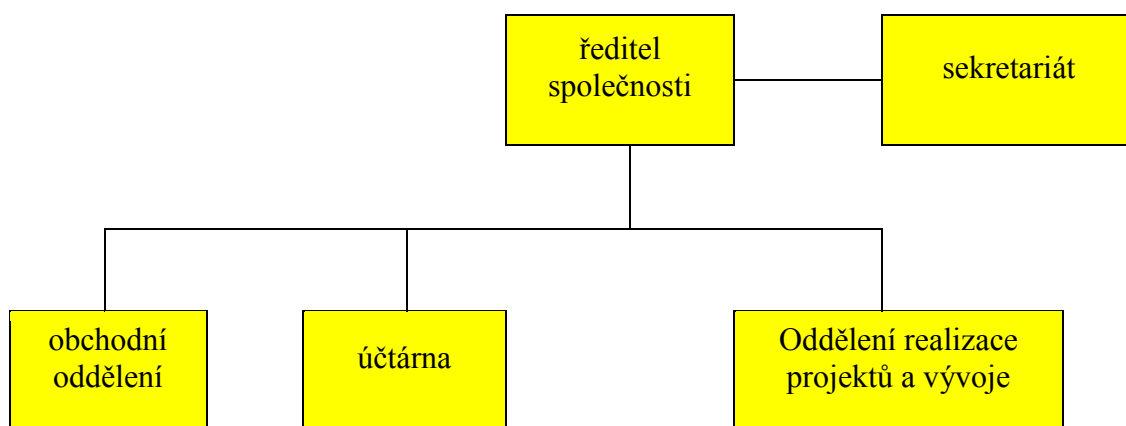 ředitel
společnosti
sekretariát
obchodní
oddělení
účtárna
Oddělení realizace
projektů a vývoje